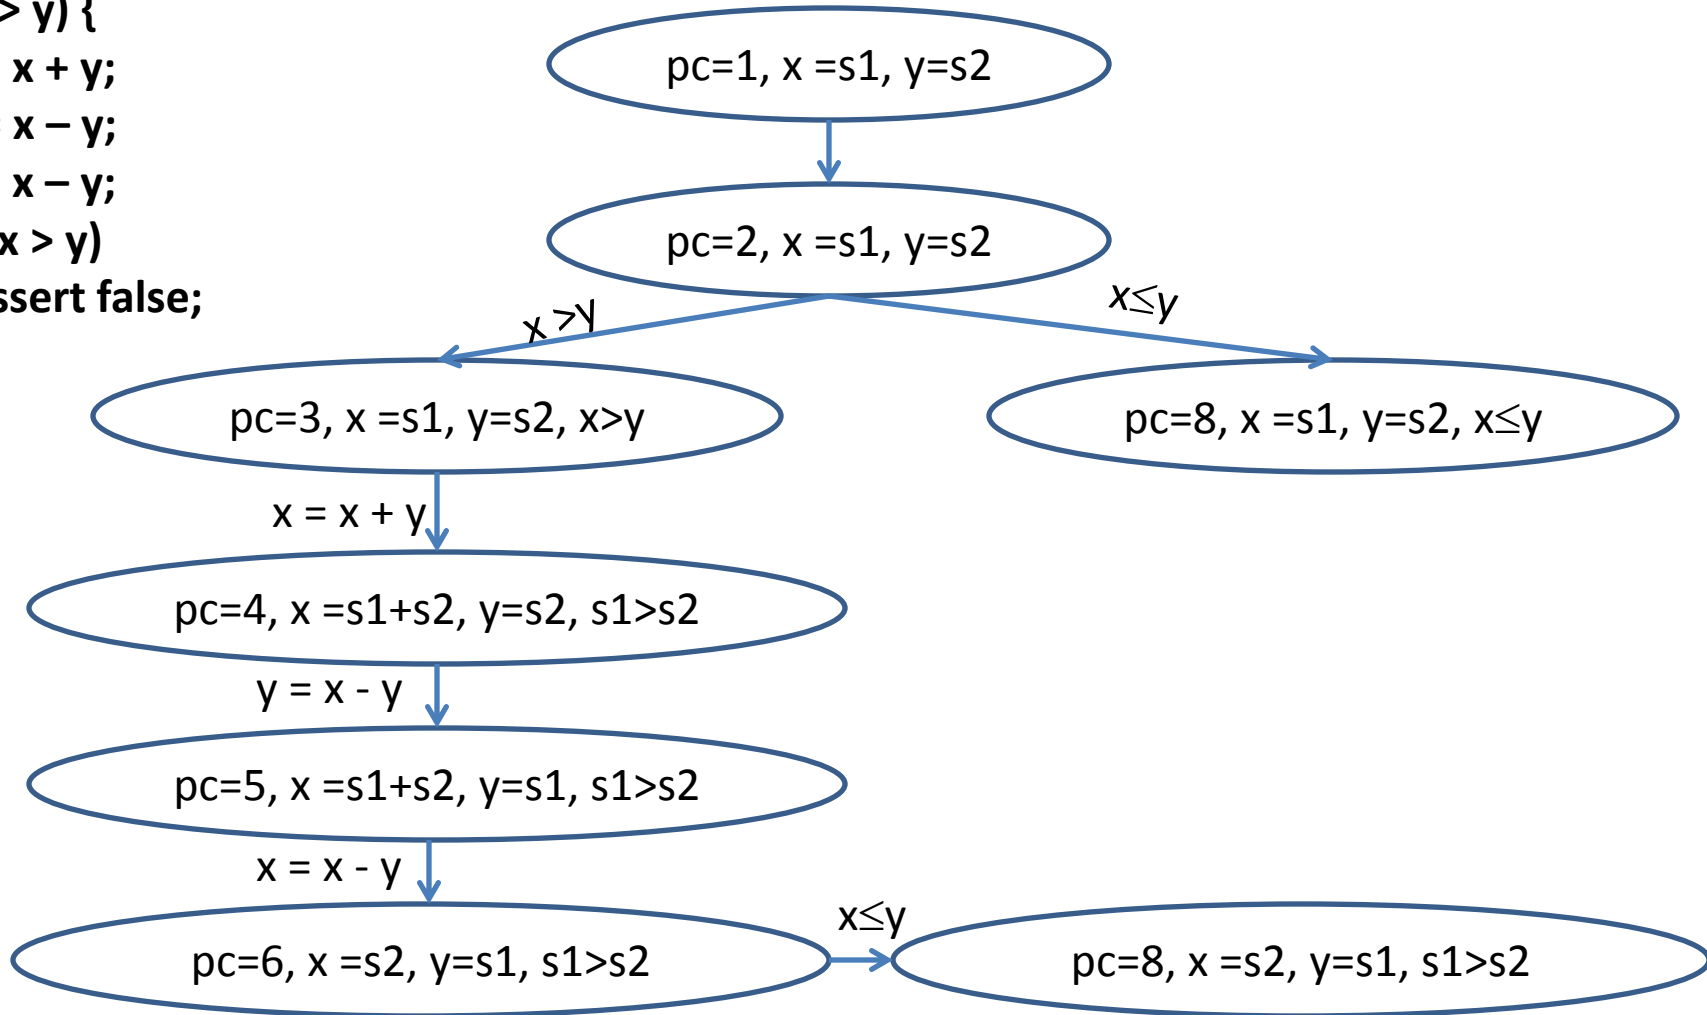 > y) {
x + y;
x – y;
x – y;
x > y)
ssert false;
pc=1, x =s1, y=s2
pc=2, x =s1, y=s2
x >y
x≤y
pc=3, x =s1, y=s2, x>y
pc=8, x =s1, y=s2, x≤y
x = x + y
pc=4, x =s1+s2, y=s2, s1>s2
y = x - y
pc=5, x =s1+s2, y=s1, s1>s2
x = x - y
x≤y
pc=6, x =s2, y=s1, s1>s2
pc=8, x =s2, y=s1, s1>s2